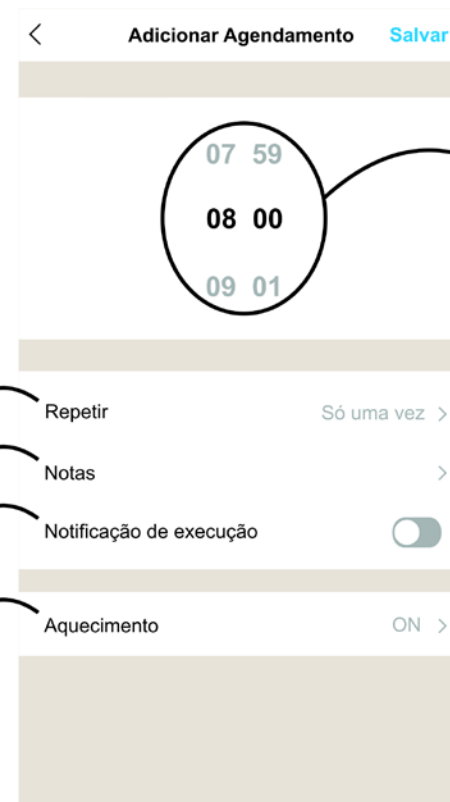 Adicionar Agendamento Salvar
07 59
08 00
09 01
Repetir Só uma vez
Notas
Notificação de execução
Aquecimento ON